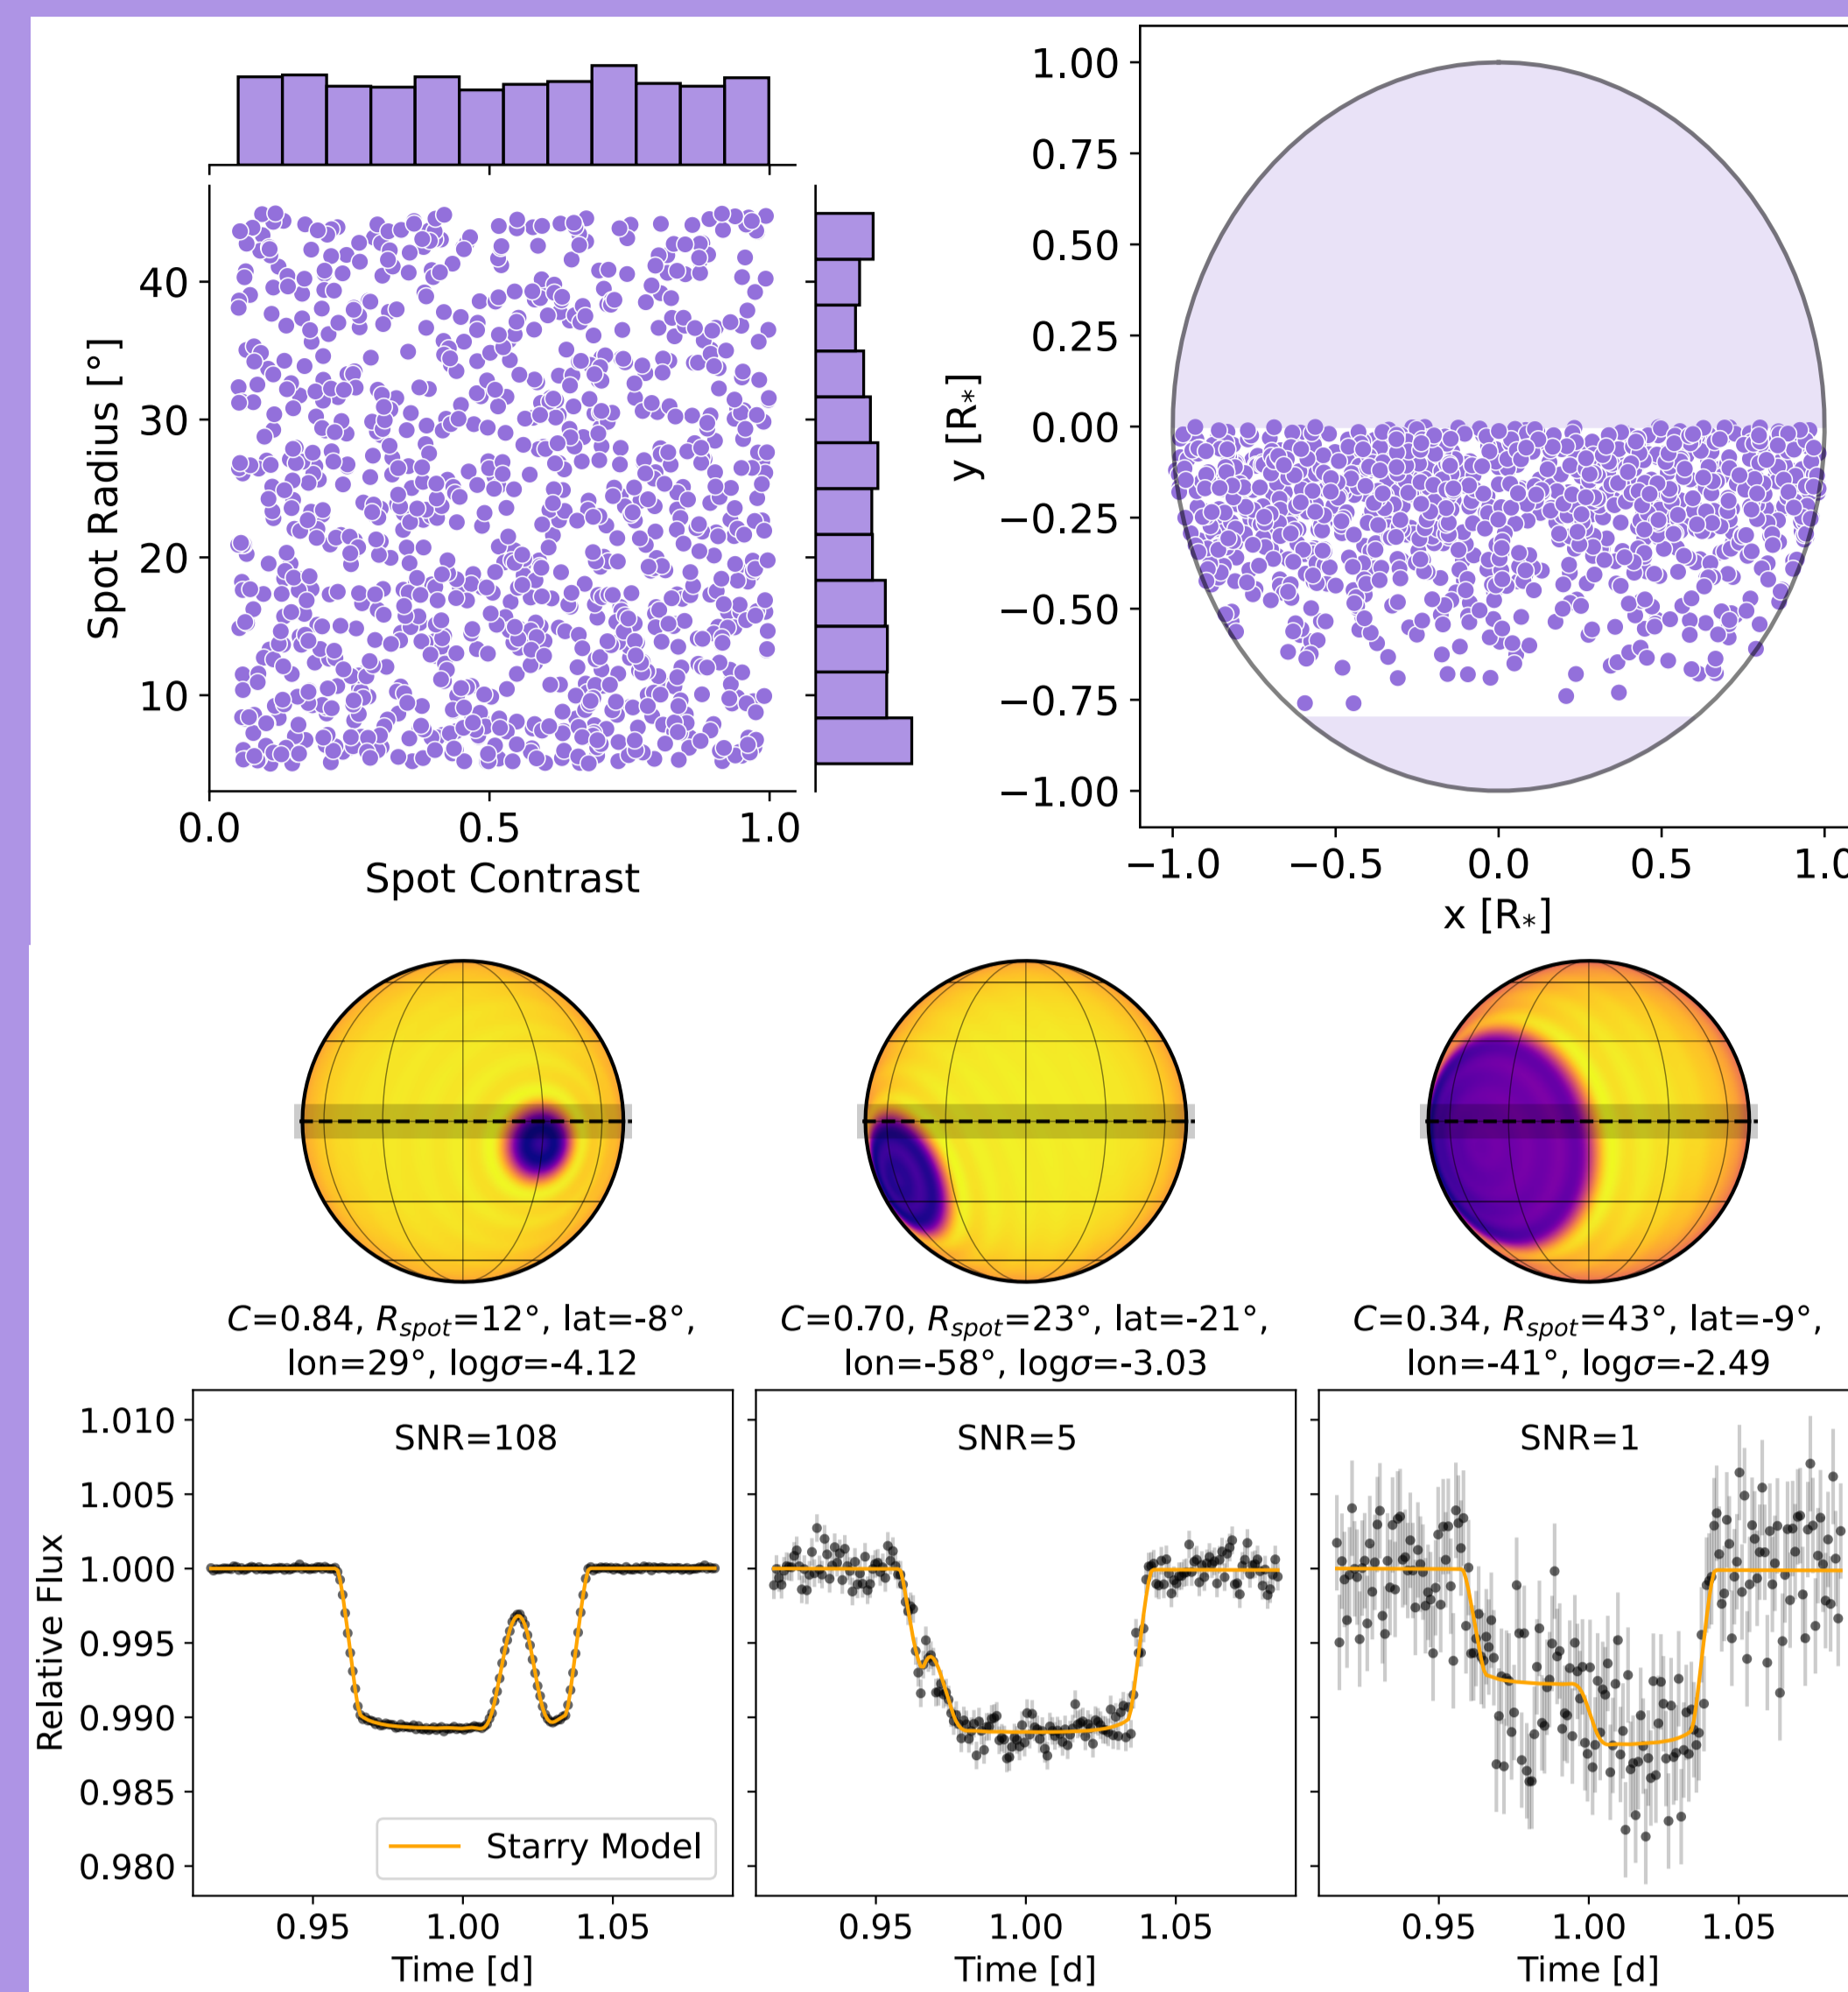 40
30
20
10
Spot Radius [°]
0.0 0.5 1.0
Spot Contrast
1.00
0.75
0.50
0.25
0.00
−0.25
−0.50
−0.75
−1.00
y [R*]
−1.0 −0.5 0.0 0.5
x [R*]
C=0.84, Rspot=12°, lat=-8°,
lon=29°, logσ=-4.12
C=0.70, Rspot=23°, lat=-21°,
lon=-58°, logσ=-3.03
C=0.34, Rspot=43°, lat=-9°,
lon=-41°, logσ=-2.49
SNR=108
SNR=5
SNR=1
1.010
1.005
1.000
0.995
0.990
0.985
0.980
Relative Flux
Starry Model
0.95 1.00 1.05
Time [d]
0.95 1.00 1.05
Time [d]
0.95 1.00 1.05
Time [d]